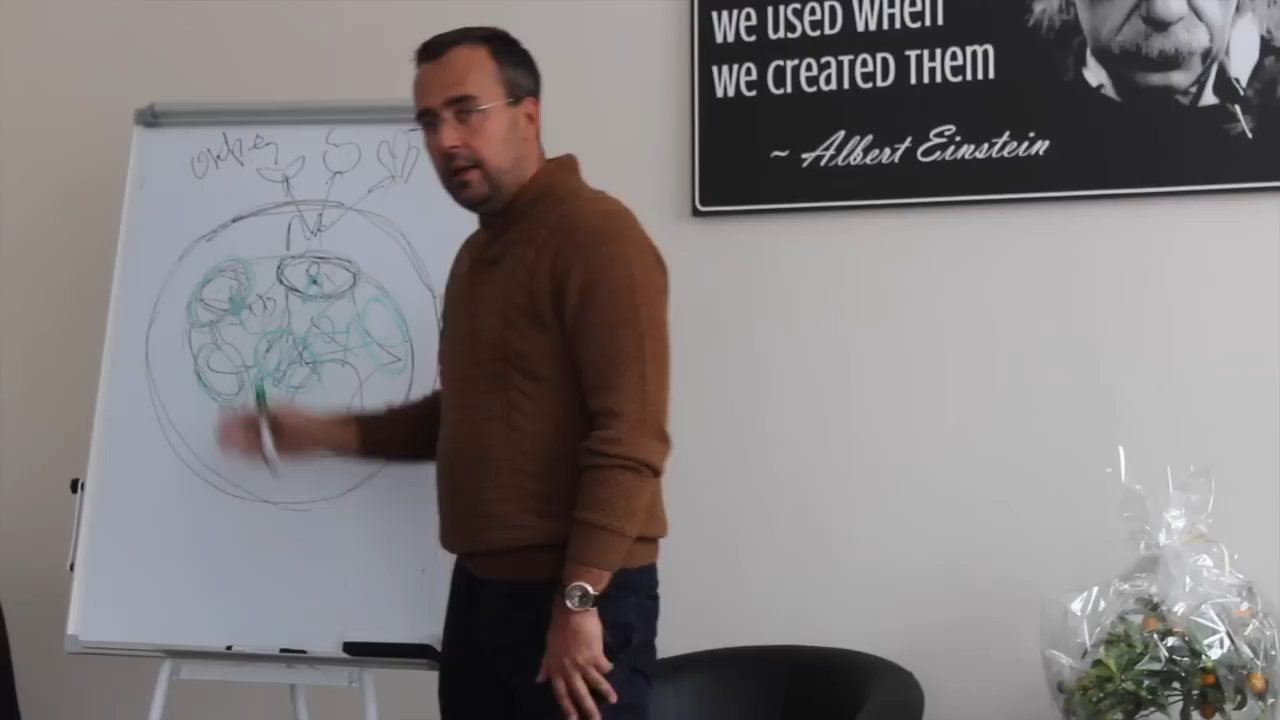 we used when
we created them
~ Albert Einstein